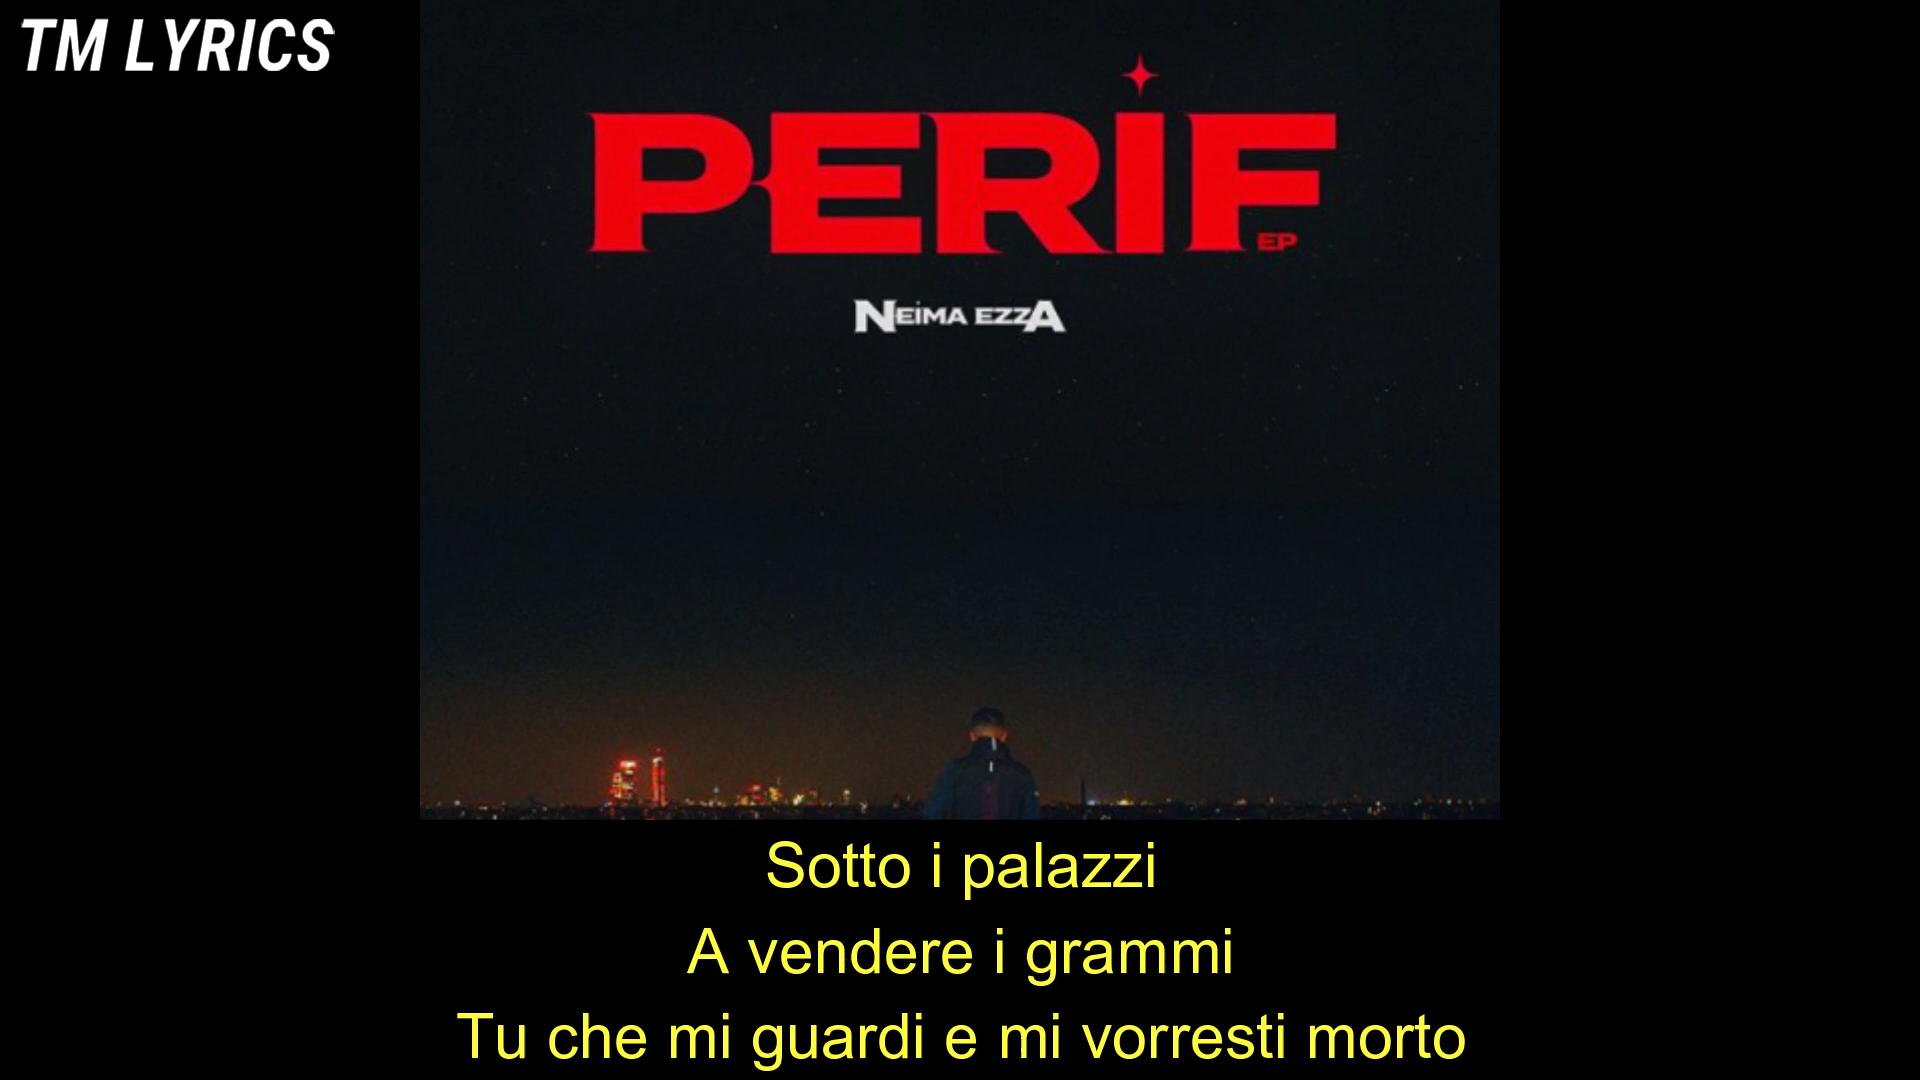 TM LYRICS
PERIF
EP
NEIMA EZZA
Sotto i palazzi
A vendere i grammi
Tu che mi guardi e mi vorresti morto